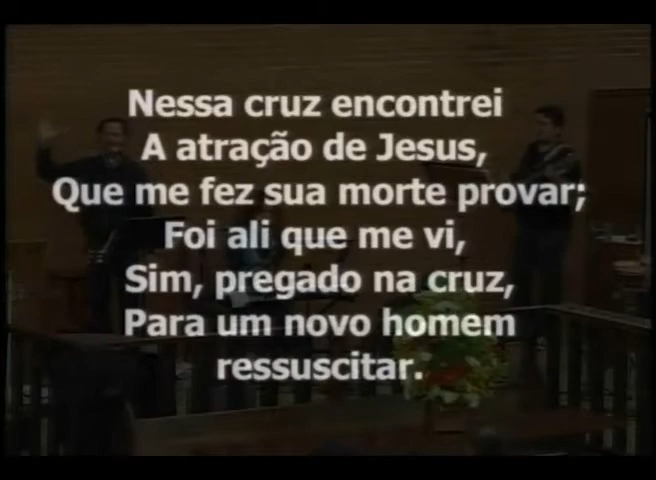 Nessa cruz encontrei
A atração de Jesus,
Que me fez sua morte provar;
Foi ali que me vi,
Sim, pregado na cruz,
Para um novo homem
ressuscitar.